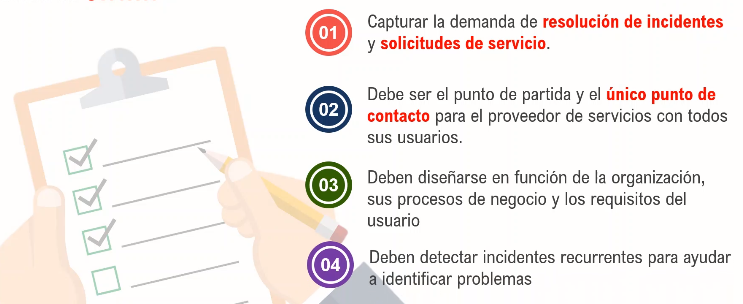 01
Capturar la demanda de resolución de incidentes
y solicitudes de servicio.
02
Debe ser el punto de partida y el único punto de
contacto para el proveedor de servicios con todos
sus usuarios.
03
Deben diseñarse en función de la organización,
sus procesos de negocio y los requisitos del
usuario
04
Deben detectar incidentes recurrentes para ayudar
a identificar problemas